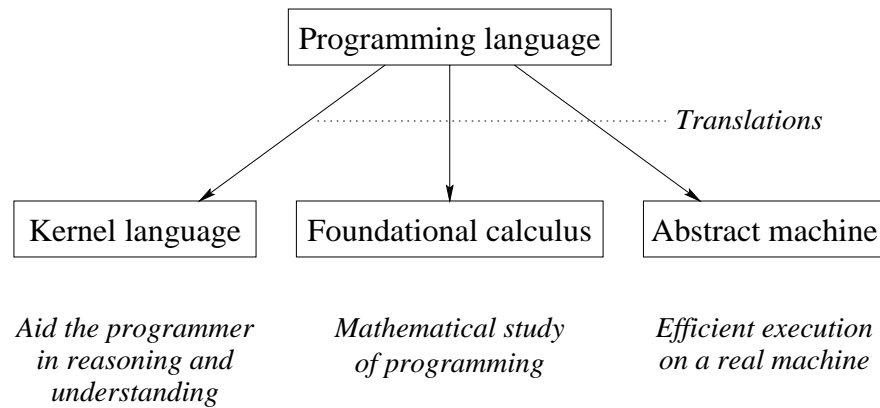 Programming language
Translations
Kernel language
Foundational calculus
Abstract machine
Aid the programmer
in reasoning and
understanding
Mathematical study
of programming
Efficient execution
on a real machine